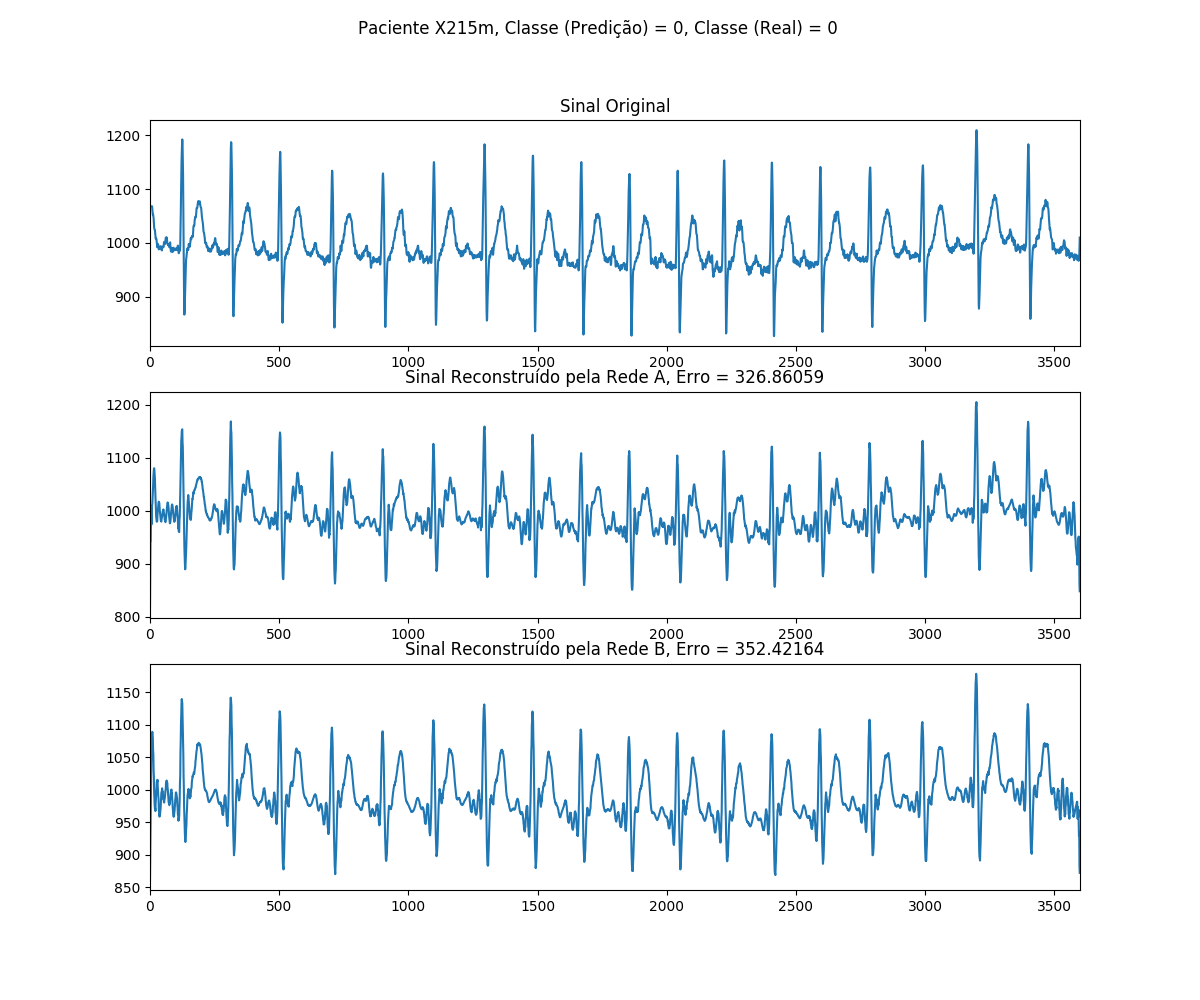 Paciente X215m, Classe (Predição) = 0, Classe (Real) = 0
Sinal Original
1200
1100
1000
900
0 500 1000 1500 2000 2500 3000 3500
Sinal Reconstruído pela Rede A, Erro = 326.86059
1200
1100
1000
900
800
0 500 1000 1500 2000 2500 3000 3500
Sinal Reconstruído pela Rede B, Erro = 352.42164
1150
1100
1050
1000
950
900
850
0 500 1000 1500 2000 2500 3000 3500